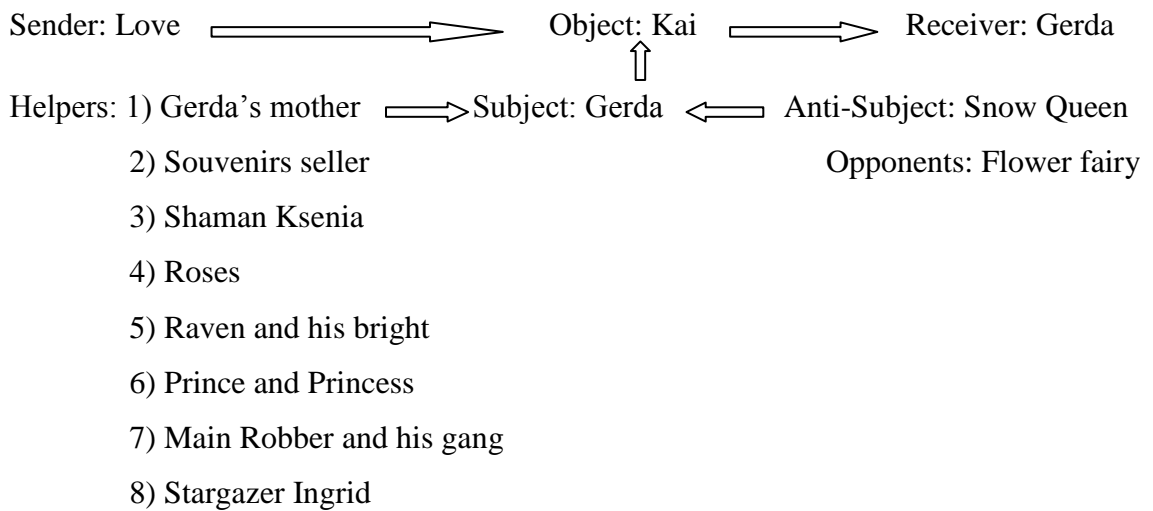 Sender: Love Object: Kai Receiver: Gerda
Helpers: 1) Gerda's mother Subject: Gerda Anti-Subject: Snow Queen
2) Souvenirs seller Opponents: Flower fairy
3) Shaman Ksenia
4) Roses
5) Raven and his bright
6) Prince and Princess
7) Main Robber and his gang
8) Stargazer Ingrid